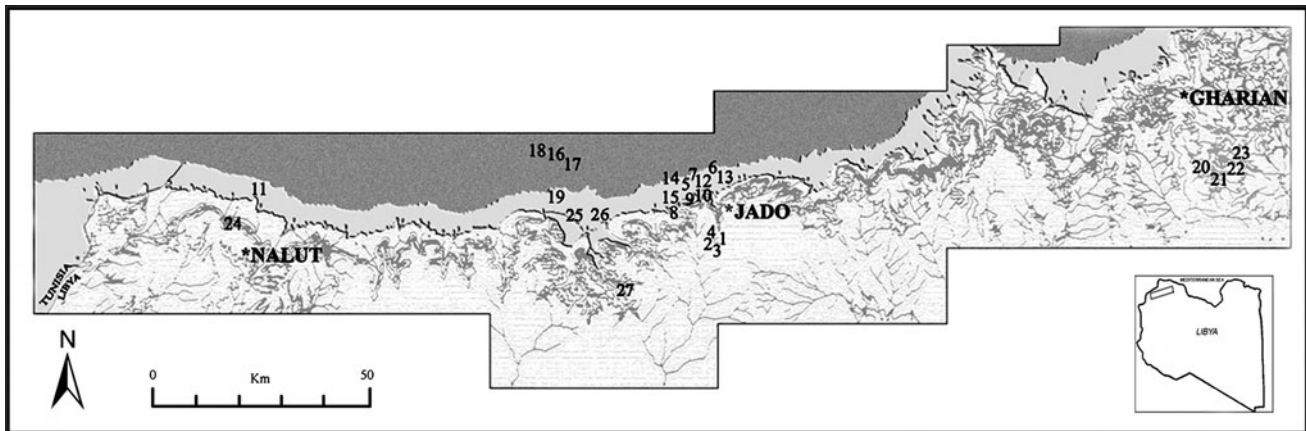 *GHARIAN
18 16 17
6
14 7 5 12 13
23
20 22
21
11
19
15 9 10
8
*JADO
25 26
24
4
2 1
3
*NALUT
27
TUNISIA
LIBYA
N
0 50
Km
MEDITERRANEAN SEA
LIBYA